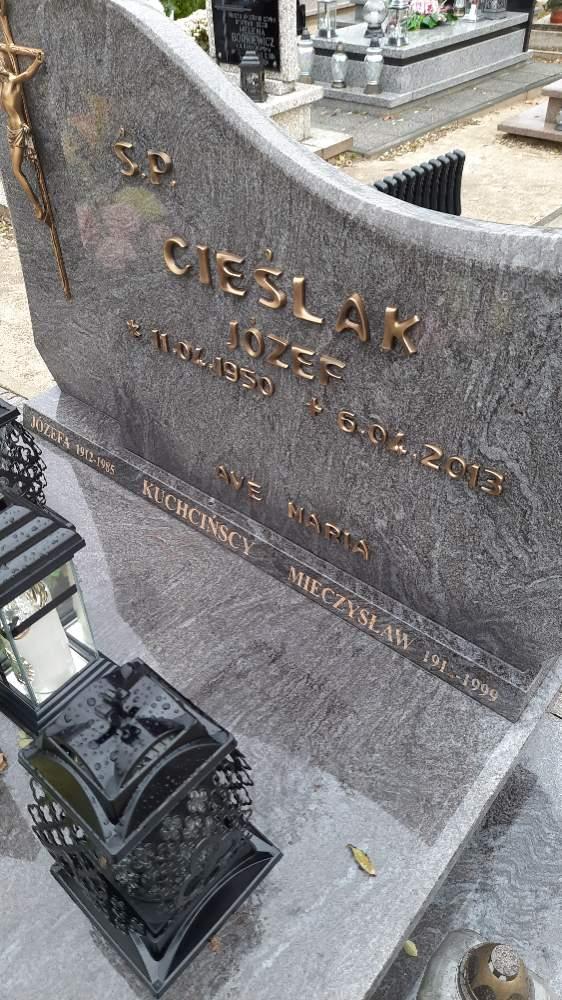 Ś.P.
CIEŚLAK
JÓZEF
* 11.04.1950 + 6.04.2013
AVE MARIA
JÓZEFA 1912-1985 KUCHCIŃSCY MIECZYSŁAW